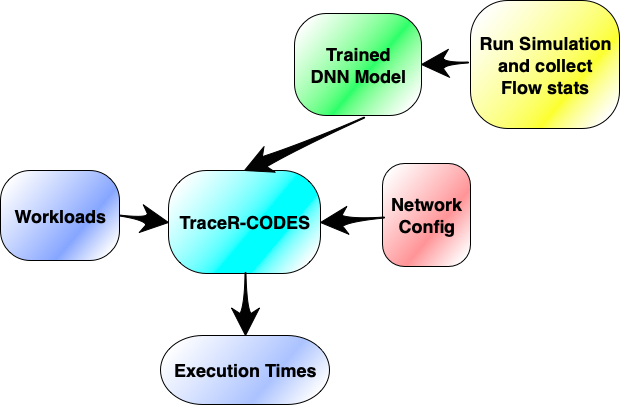 Trained
DNN Model
Run Simulation
and collect
Flow stats
Workloads
TraceR-CODES
Network
Config
Execution Times